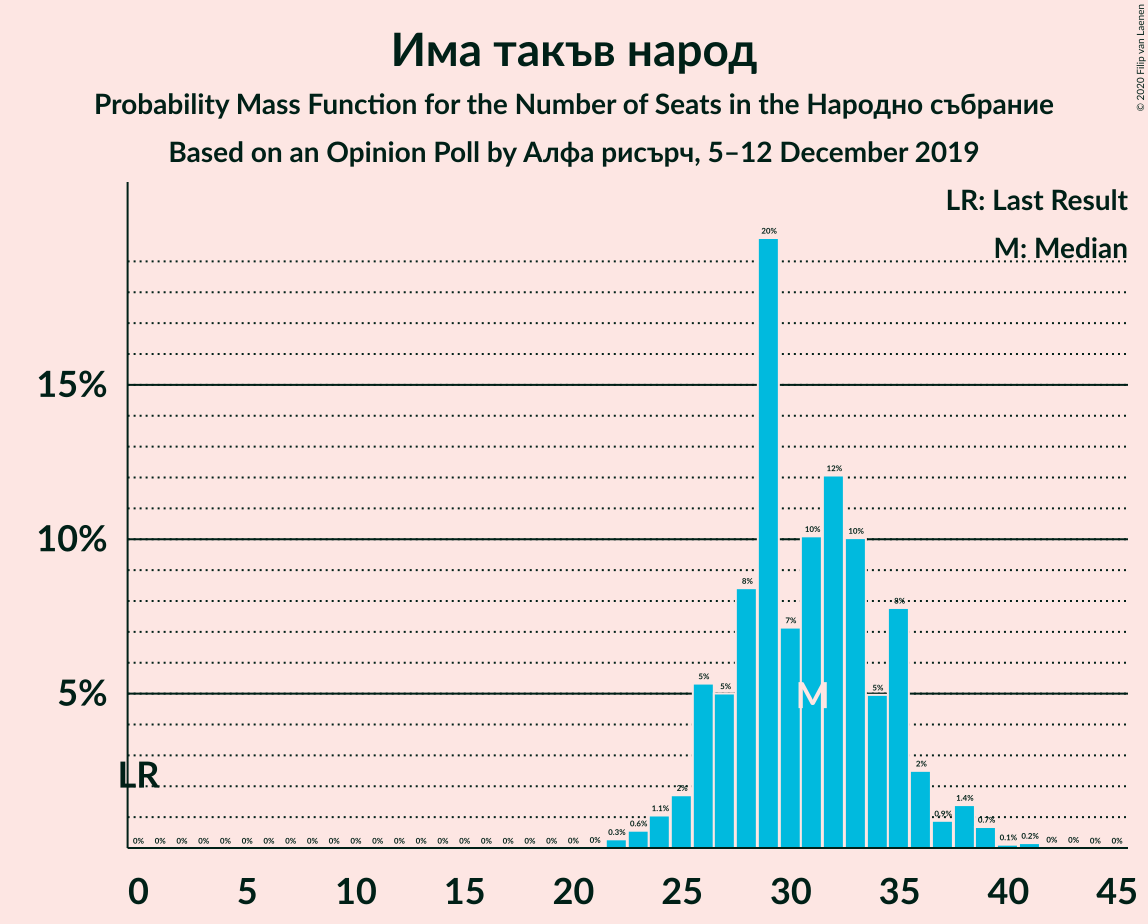 Има такъв народ
Probability Mass Function for the Number of Seats in the Народно събрание
Based on an Opinion Poll by Алфа рисърч, 5–12 December 2019
© 2020 Filip van Laenen
LR: Last Result
M: Median
15%
10%
5%
LR
M
0% 0% 0% 0% 0% 0% 0% 0% 0% 0% 0% 0% 0% 0% 0% 0% 0% 0% 0% 0% 0% 0% 0.3% 0.6% 1.1% 2% 5% 5% 8% 20% 7% 10% 12% 10% 5% 8% 2% 0.9% 1.4% 0.7% 0.1% 0.2% 0% 0% 0% 0%
0 5 10 15 20 25 30 35 40 45